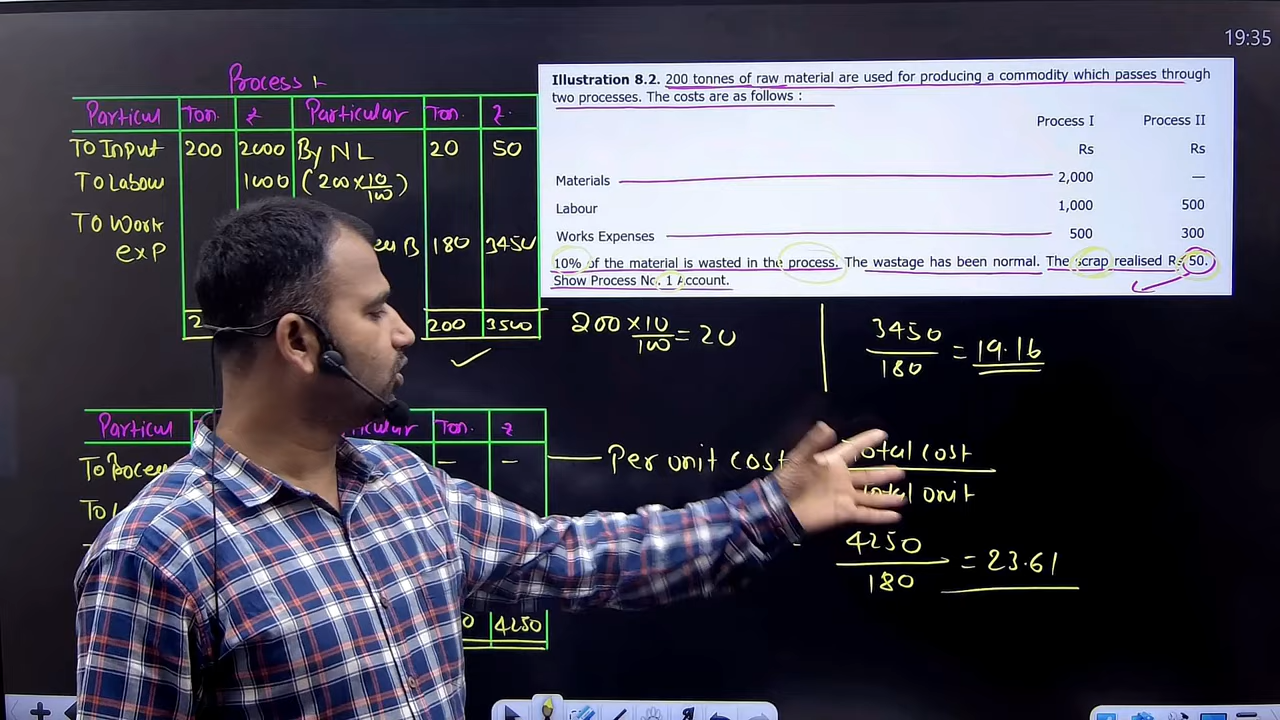 19:35
Process I
Particul Ton. ₹ Particular Ton. ₹.
To Input 200 2000 By NL 20 50
To Labour 1000 (200×10/100)
To Work
exp B 180 3450
200 3500
Illustration 8.2. 200 tonnes of raw material are used for producing a commodity which passes through
two processes. The costs are as follows :
Process I Process II
Rs Rs
Materials 2,000 —
Labour 1,000 500
Works Expenses 500 300
10% of the material is wasted in the process. The wastage has been normal. The scrap realised Rs 50.
Show Process No. 1 Account.
200 × 10/100 = 20
3450/180 = 19.16
Particul Ton. ₹
To Process — —
Per unit cost
Total cost
Total unit
4250/180 = 23.61
4250